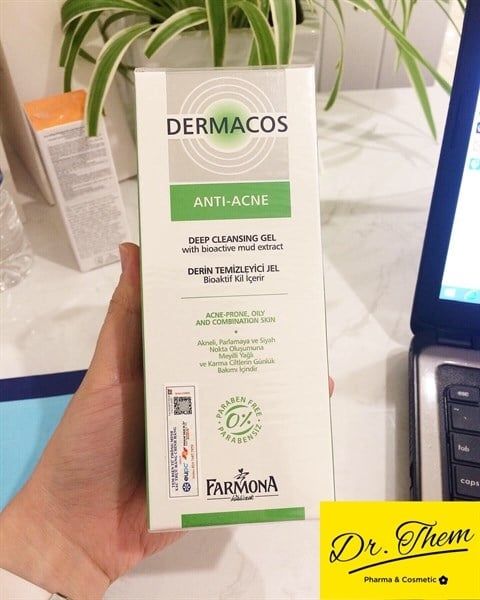 DERMACOS
ANTI-ACNE
DEEP CLEANSING GEL
with bioactive mud extract
DERİN TEMİZLEYİCİ JEL
Bioaktif Kil İçerir
ACNE-PRONE, OILY
AND COMBINATION SKIN
Akneli, Parlamaya ve Siyah
Nokta Oluşumuna
Meyilli Yağlı
ve Karma Ciltlerin Günlük
Bakımı İçindir
PARABEN FREE
0%
PARABENSİZ
FARMONA
Dr. Them
Pharma & Cosmetic
esc
caps